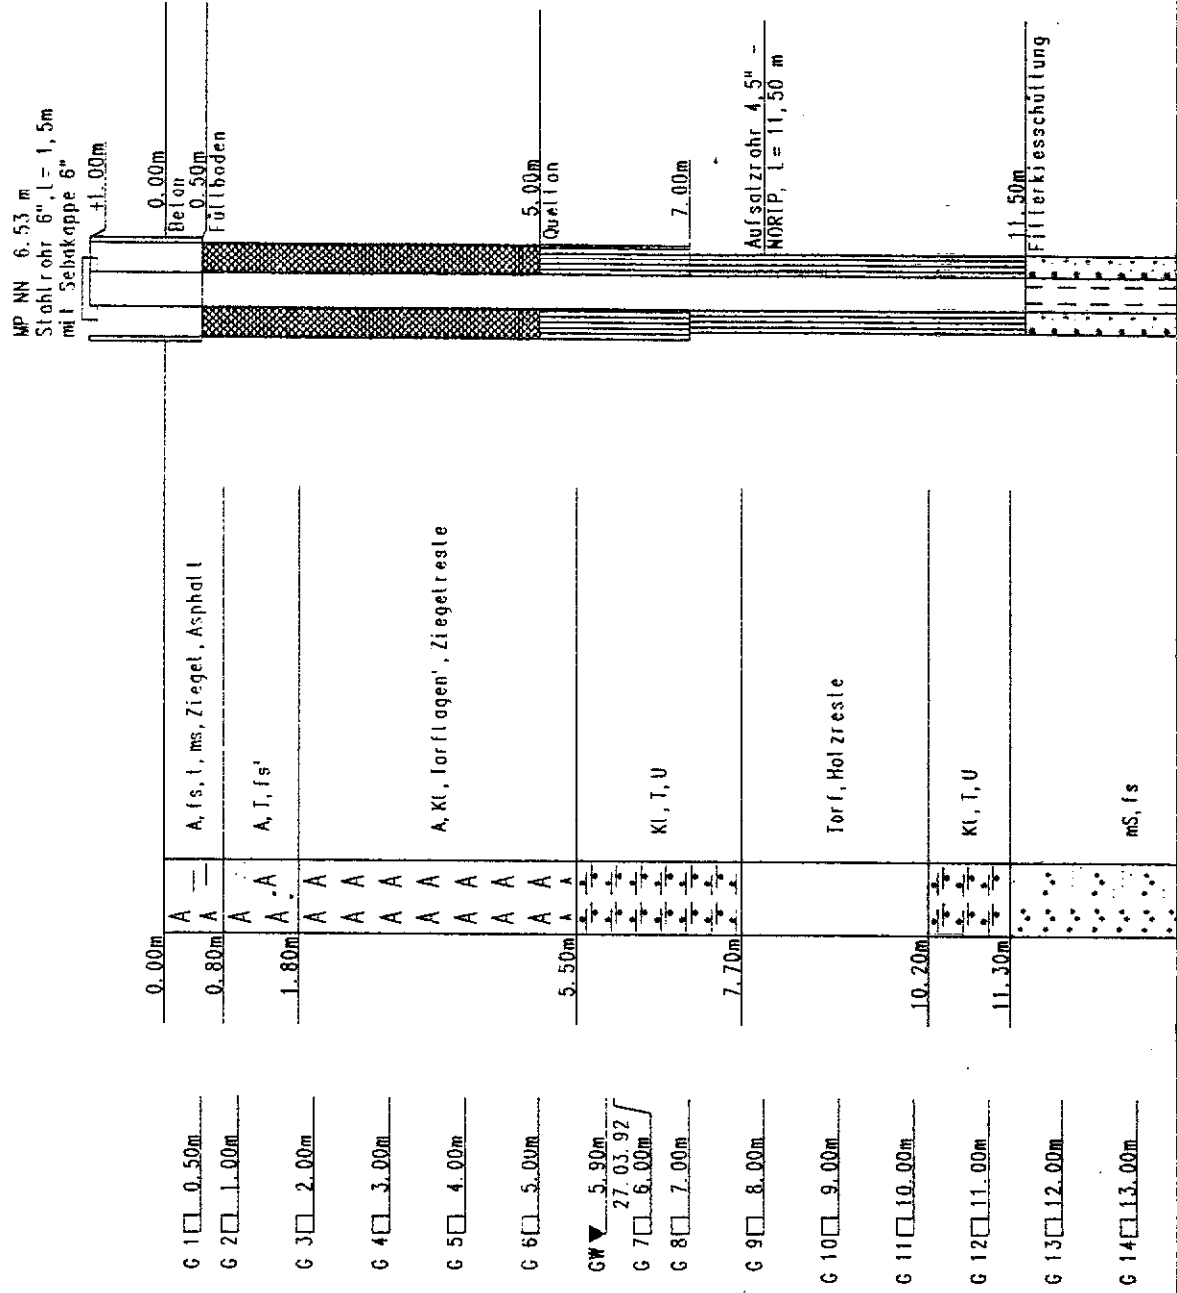 MP NN 6.53 m
Stahlrohr 6", l= 1,5m
mit Sebakappe 6"
+1.00m
0.00m
Beton
0.50m
Füllboden
5.00m
Quellton
7.00m
Aufsatzrohr 4,5" -
NORIP, L= 11,50 m
11.50m
Filterkiesschüttung
0.00m
A, fs, t, ms, Ziegel, Asphalt
0.80m
A, T, fs'
1.80m
A, Kl, Torflagen', Ziegelreste
5.50m
Kl, T, U
7.70m
Torf, Holzreste
10.20m
Kl, T, U
11.30m
mS, fs
A A A A A A A A A A A A A A A A A A A A A
G 1 0.50m
G 2 1.00m
G 3 2.00m
G 4 3.00m
G 5 4.00m
G 6 5.00m
GW 5.90m
27.03.92
G 7 6.00m
G 8 7.00m
G 9 8.00m
G 10 9.00m
G 11 10.00m
G 12 11.00m
G 13 12.00m
G 14 13.00m